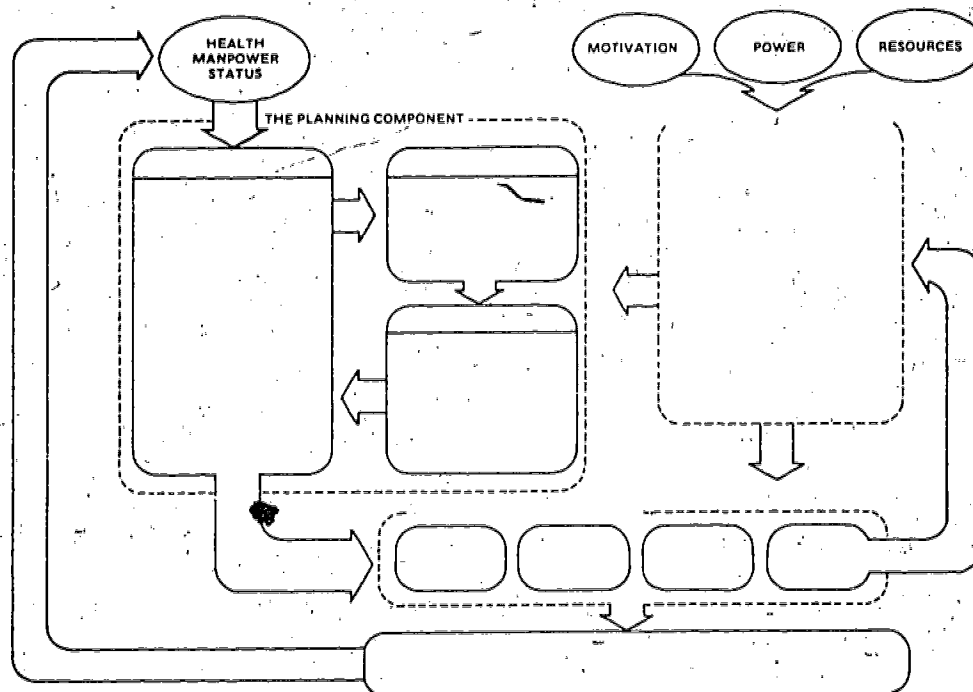 HEALTH
MANPOWER
STATUS
MOTIVATION
POWER
RESOURCES
THE PLANNING COMPONENT